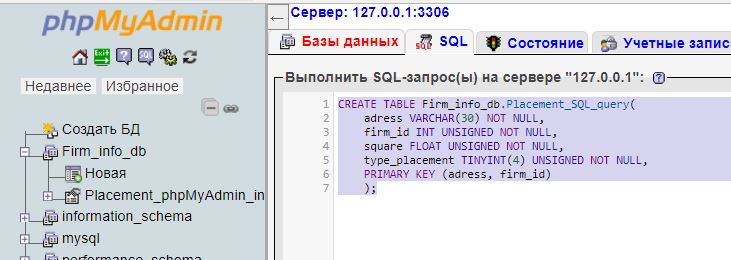 phpMyAdmin
Недавнее Избранное
Создать БД
Firm_info_db
Новая
Placement_phpMyAdmin_in
information_schema
mysql
performance_schema
Сервер: 127.0.0.1:3306
Базы данных SQL Состояние Учетные запис
Выполнить SQL-запрос(ы) на сервере "127.0.0.1":
1 CREATE TABLE Firm_info_db.Placement_SQL_query(
2 adress VARCHAR(30) NOT NULL,
3 firm_id INT UNSIGNED NOT NULL,
4 square FLOAT UNSIGNED NOT NULL,
5 type_placement TINYINT(4) UNSIGNED NOT NULL,
6 PRIMARY KEY (adress, firm_id)
7 );